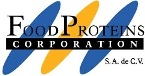 FOODPROTEINS
CORPORATION
S.A. de C.V.